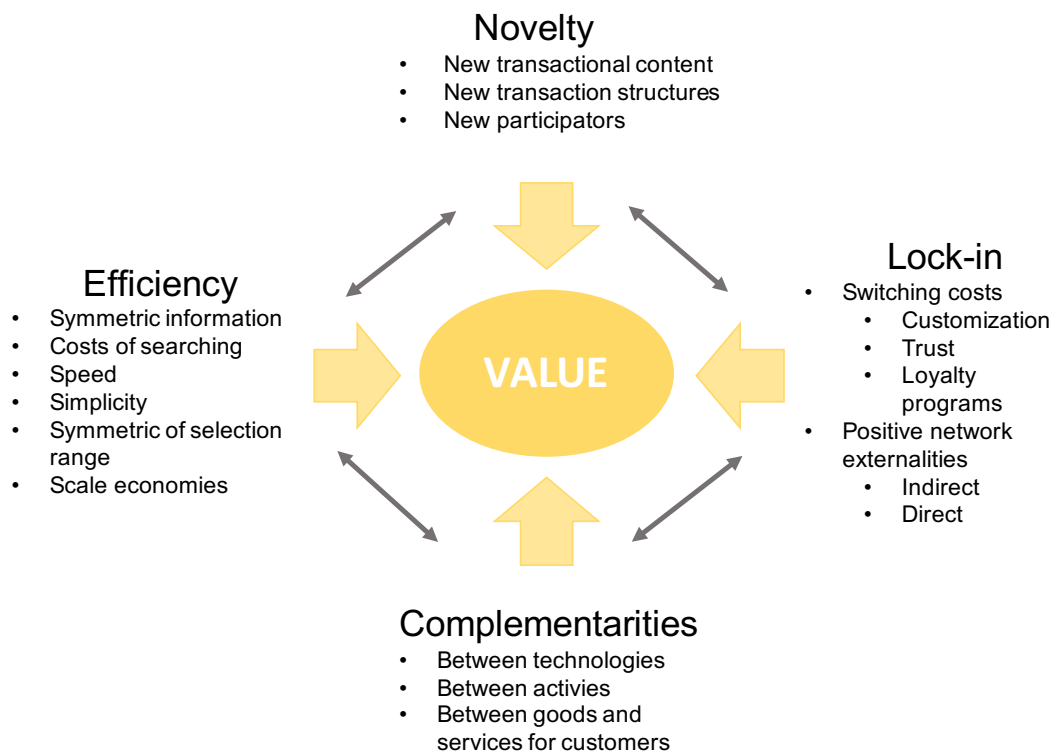 Novelty
• New transactional content
• New transaction structures
• New participators
Efficiency
• Symmetric information
• Costs of searching
• Speed
• Simplicity
• Symmetric of selection
range
• Scale economies
VALUE
Lock-in
• Switching costs
• Customization
• Trust
• Loyalty
programs
• Positive network
externalities
• Indirect
• Direct
Complementarities
• Between technologies
• Between activies
• Between goods and
services for customers